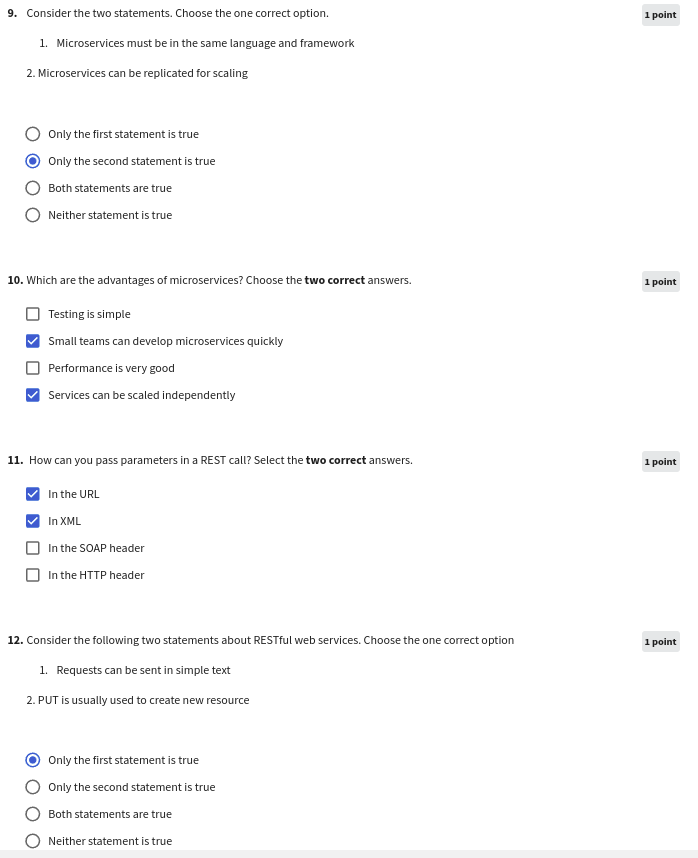 9. Consider the two statements. Choose the one correct option. 1 point
1. Microservices must be in the same language and framework
2. Microservices can be replicated for scaling
Only the first statement is true
Only the second statement is true
Both statements are true
Neither statement is true
10. Which are the advantages of microservices? Choose the two correct answers. 1 point
Testing is simple
Small teams can develop microservices quickly
Performance is very good
Services can be scaled independently
11. How can you pass parameters in a REST call? Select the two correct answers. 1 point
In the URL
In XML
In the SOAP header
In the HTTP header
12. Consider the following two statements about RESTful web services. Choose the one correct option 1 point
1. Requests can be sent in simple text
2. PUT is usually used to create new resource
Only the first statement is true
Only the second statement is true
Both statements are true
Neither statement is true